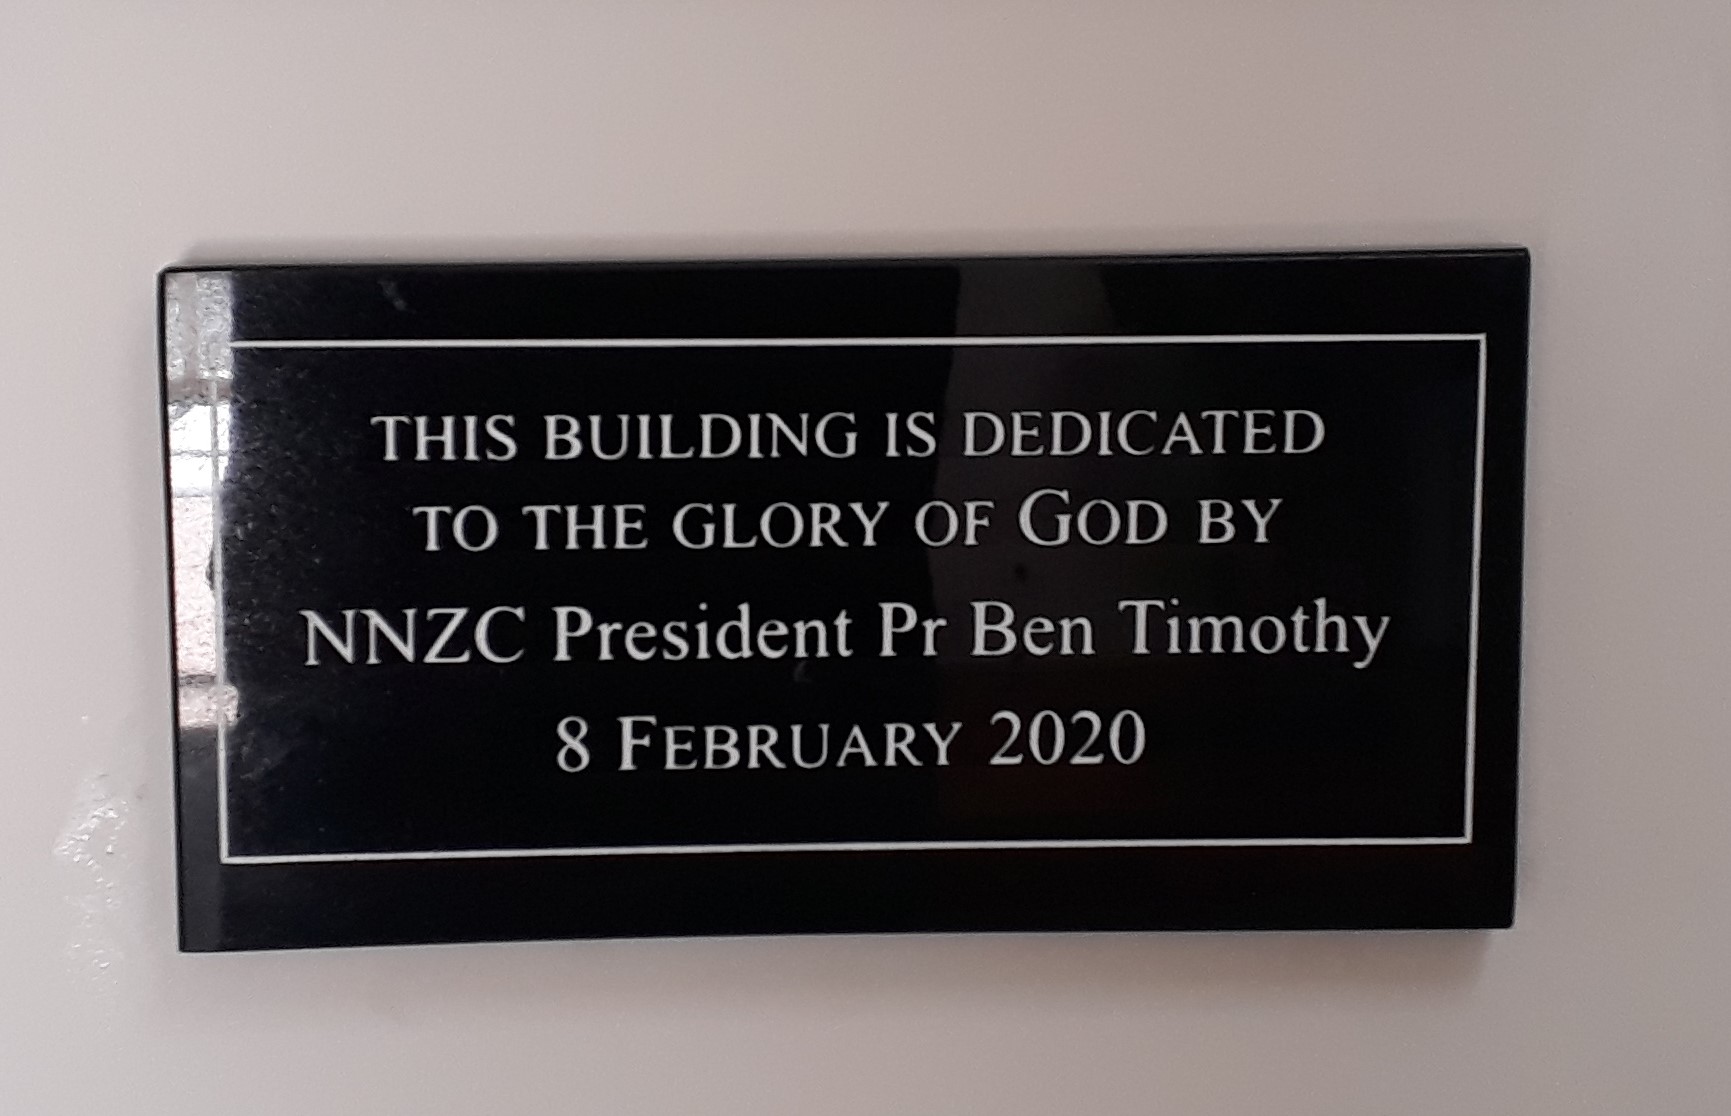 THIS BUILDING IS DEDICATED
TO THE GLORY OF GOD BY
NNZC President Pr Ben Timothy
8 FEBRUARY 2020